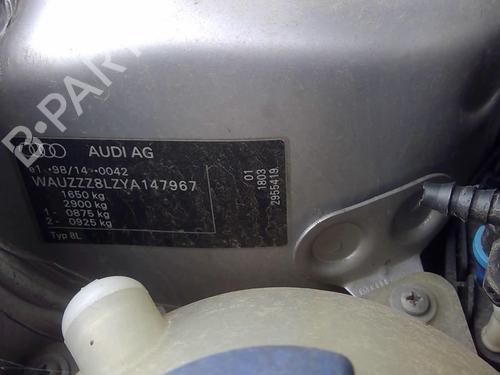 B-PARTS
AUDI AG
e1*98/14*0042
WAUZZZ8LZYA147967
1650 kg
2900 kg
1- 0875 kg
2- 0925 kg
Typ 8L
01
1803
2955419